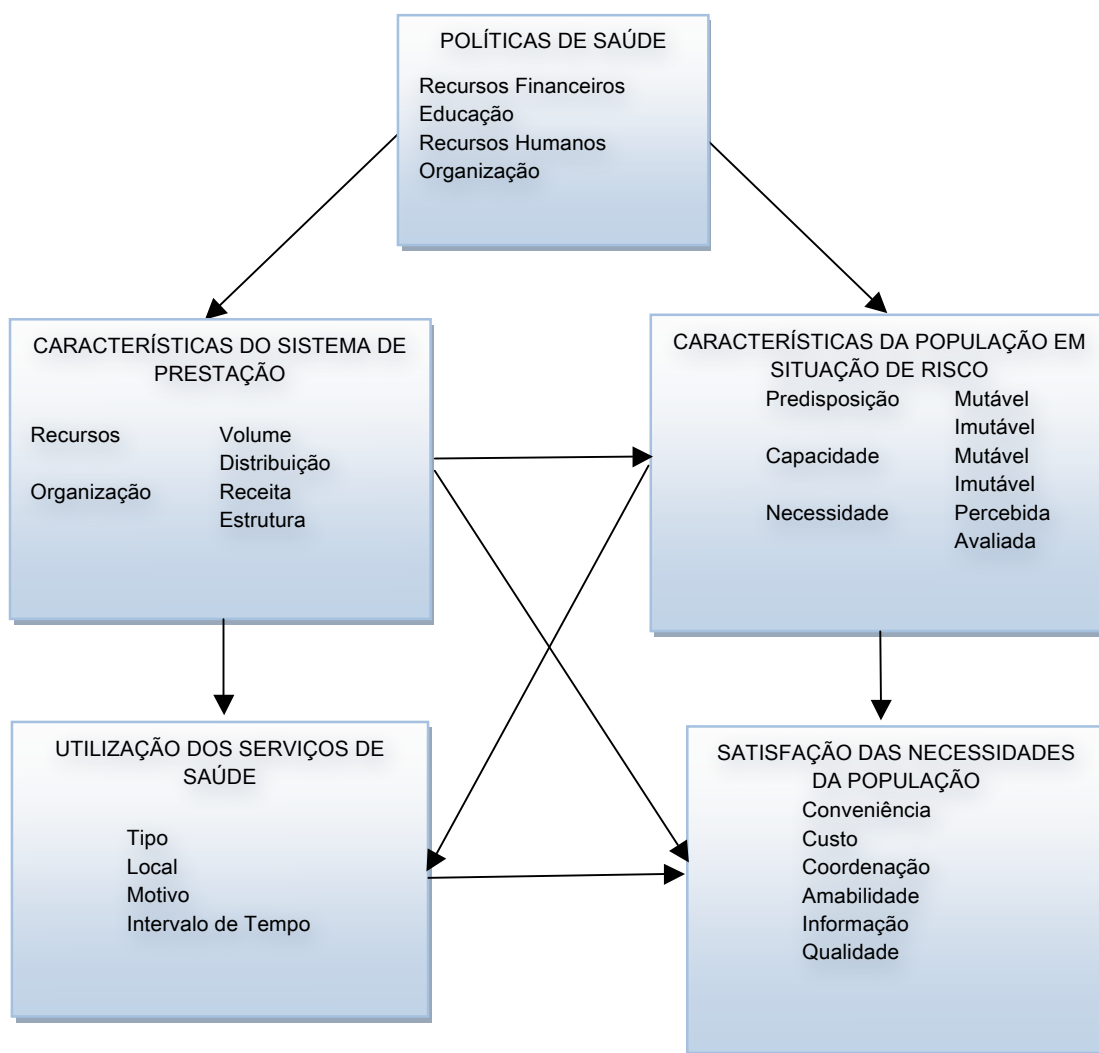 POLÍTICAS DE SAÚDE
Recursos Financeiros
Educação
Recursos Humanos
Organização
CARACTERÍSTICAS DO SISTEMA DE
PRESTAÇÃO
Recursos Volume
Distribuição
Organização Receita
Estrutura
CARACTERÍSTICAS DA POPULAÇÃO EM
SITUAÇÃO DE RISCO
Predisposição Mutável
Imutável
Capacidade Mutável
Imutável
Necessidade Percebida
Avaliada
UTILIZAÇÃO DOS SERVIÇOS DE
SAÚDE
Tipo
Local
Motivo
Intervalo de Tempo
SATISFAÇÃO DAS NECESSIDADES
DA POPULAÇÃO
Conveniência
Custo
Coordenação
Amabilidade
Informação
Qualidade